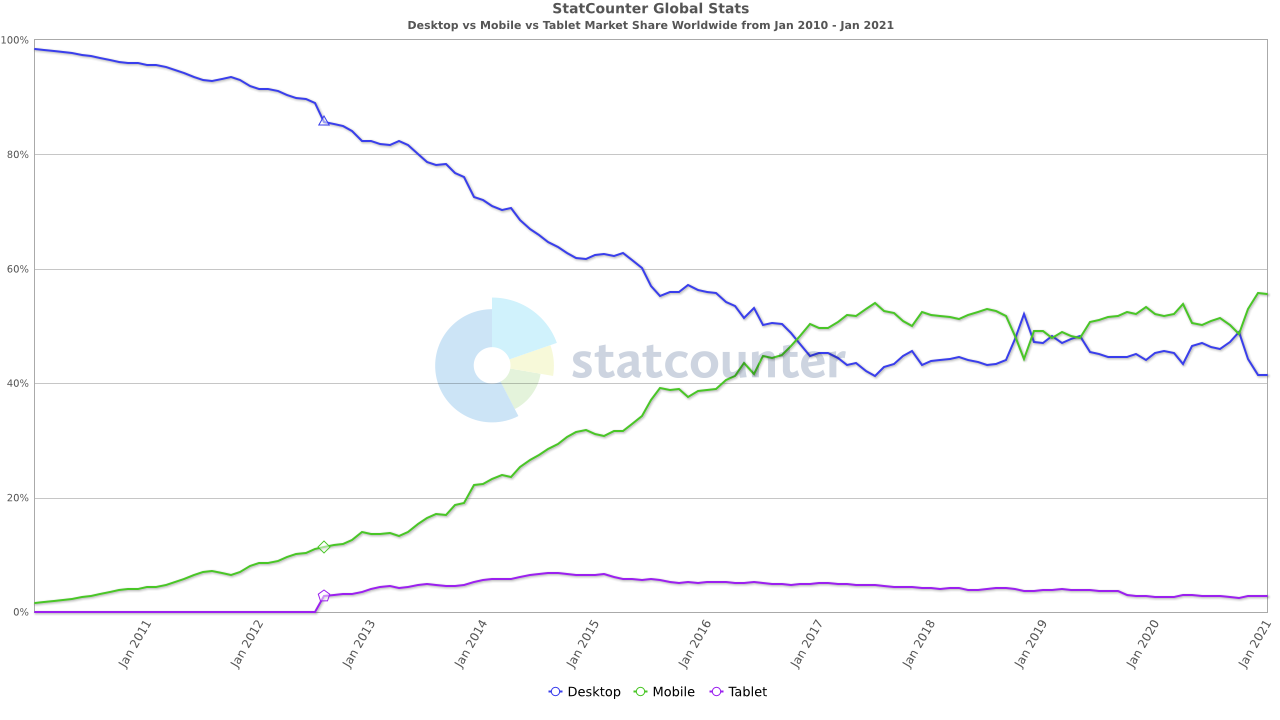 StatCounter Global Stats
Desktop vs Mobile vs Tablet Market Share Worldwide from Jan 2010 - Jan 2021
100%
80%
60%
statcounter
40%
20%
0%
Jan 2011
Jan 2012
Jan 2013
Jan 2014
Jan 2015
Jan 2016
Jan 2017
Jan 2018
Jan 2019
Jan 2020
Jan 2021
Desktop Mobile Tablet